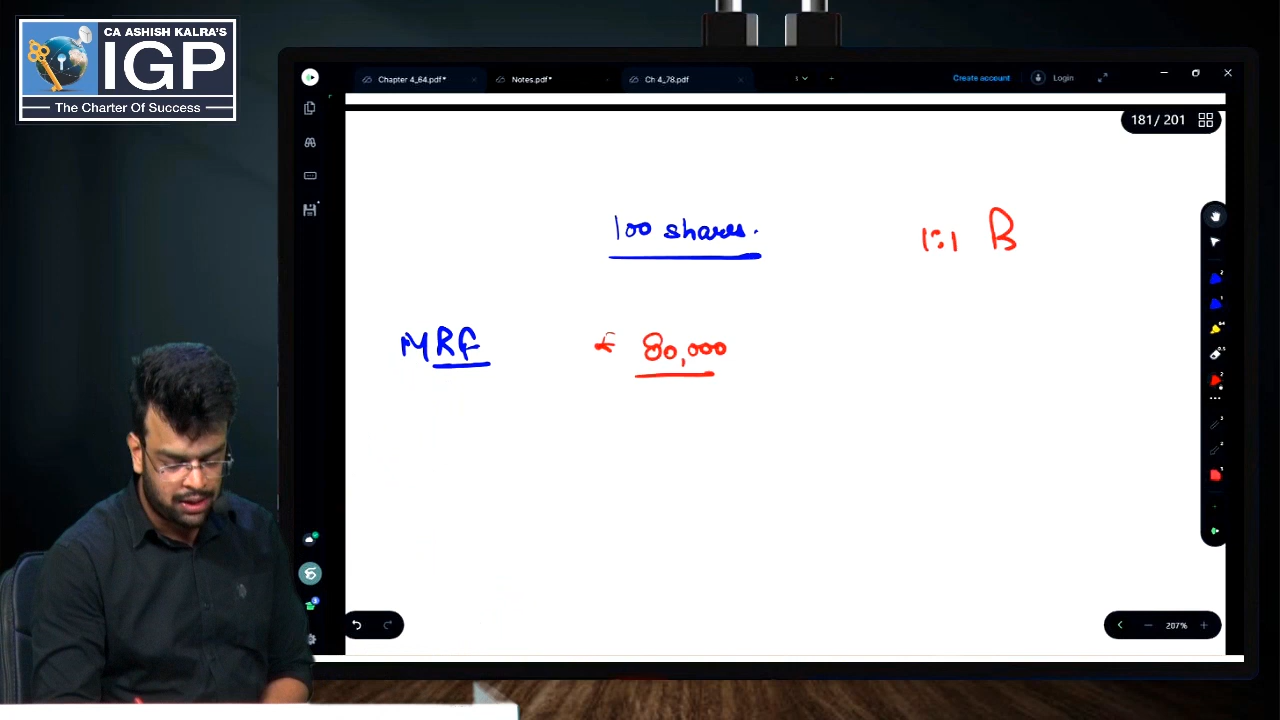 CA ASHISH KALRA'S
IGP
The Charter Of Success
Chapter 4_64.pdf*
Notes.pdf*
Ch 4_78.pdf
Create account
Login
181 / 201
100 shares.
1:1 B
MRF
80,000
207%